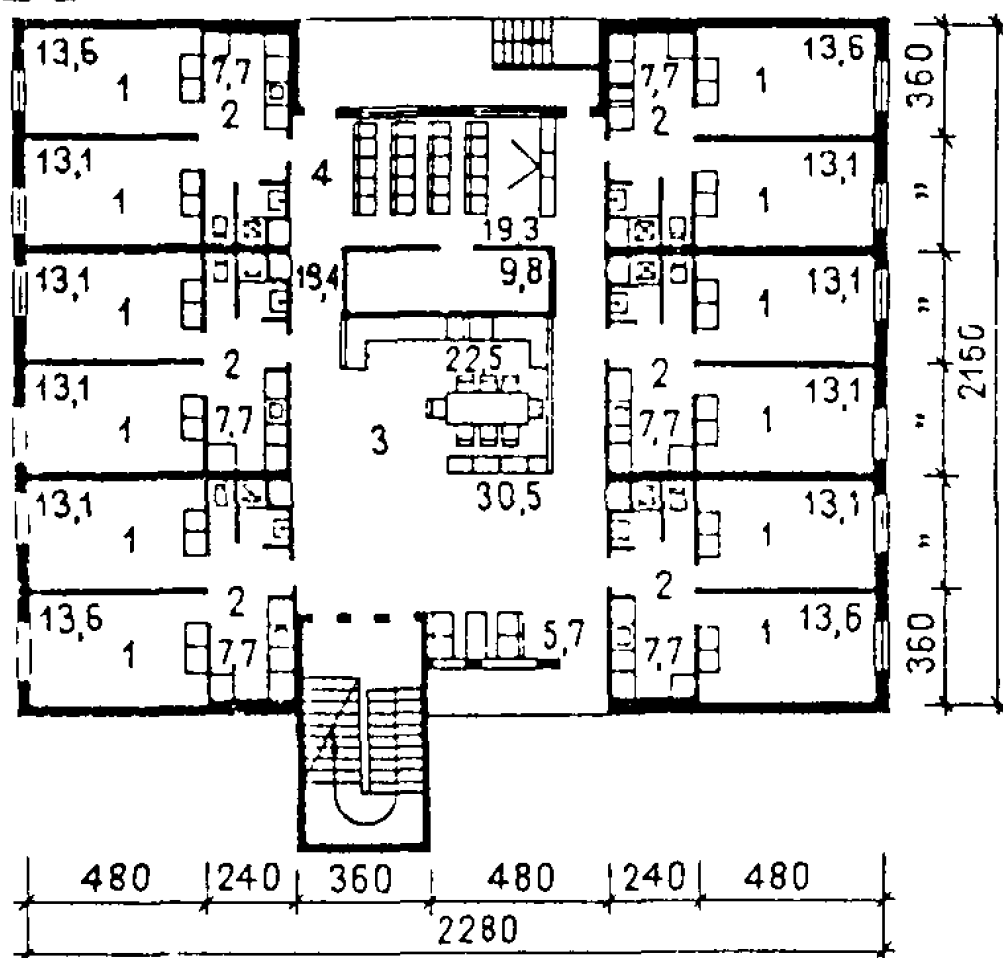 13,6 1 7,7 2 7,7 2 1 13,6 360
13,1 1 4 1 13,1 "
19,3
13,1 1 19,4 9,8 1 13,1 "
2 22,5 2 2160
13,1 1 7,7 3 7,7 1 13,1 "
30,5
13,1 1 1 13,1 "
2 2
13,6 1 7,7 5,7 7,7 1 13,6 360
480 240 360 480 240 480
2280